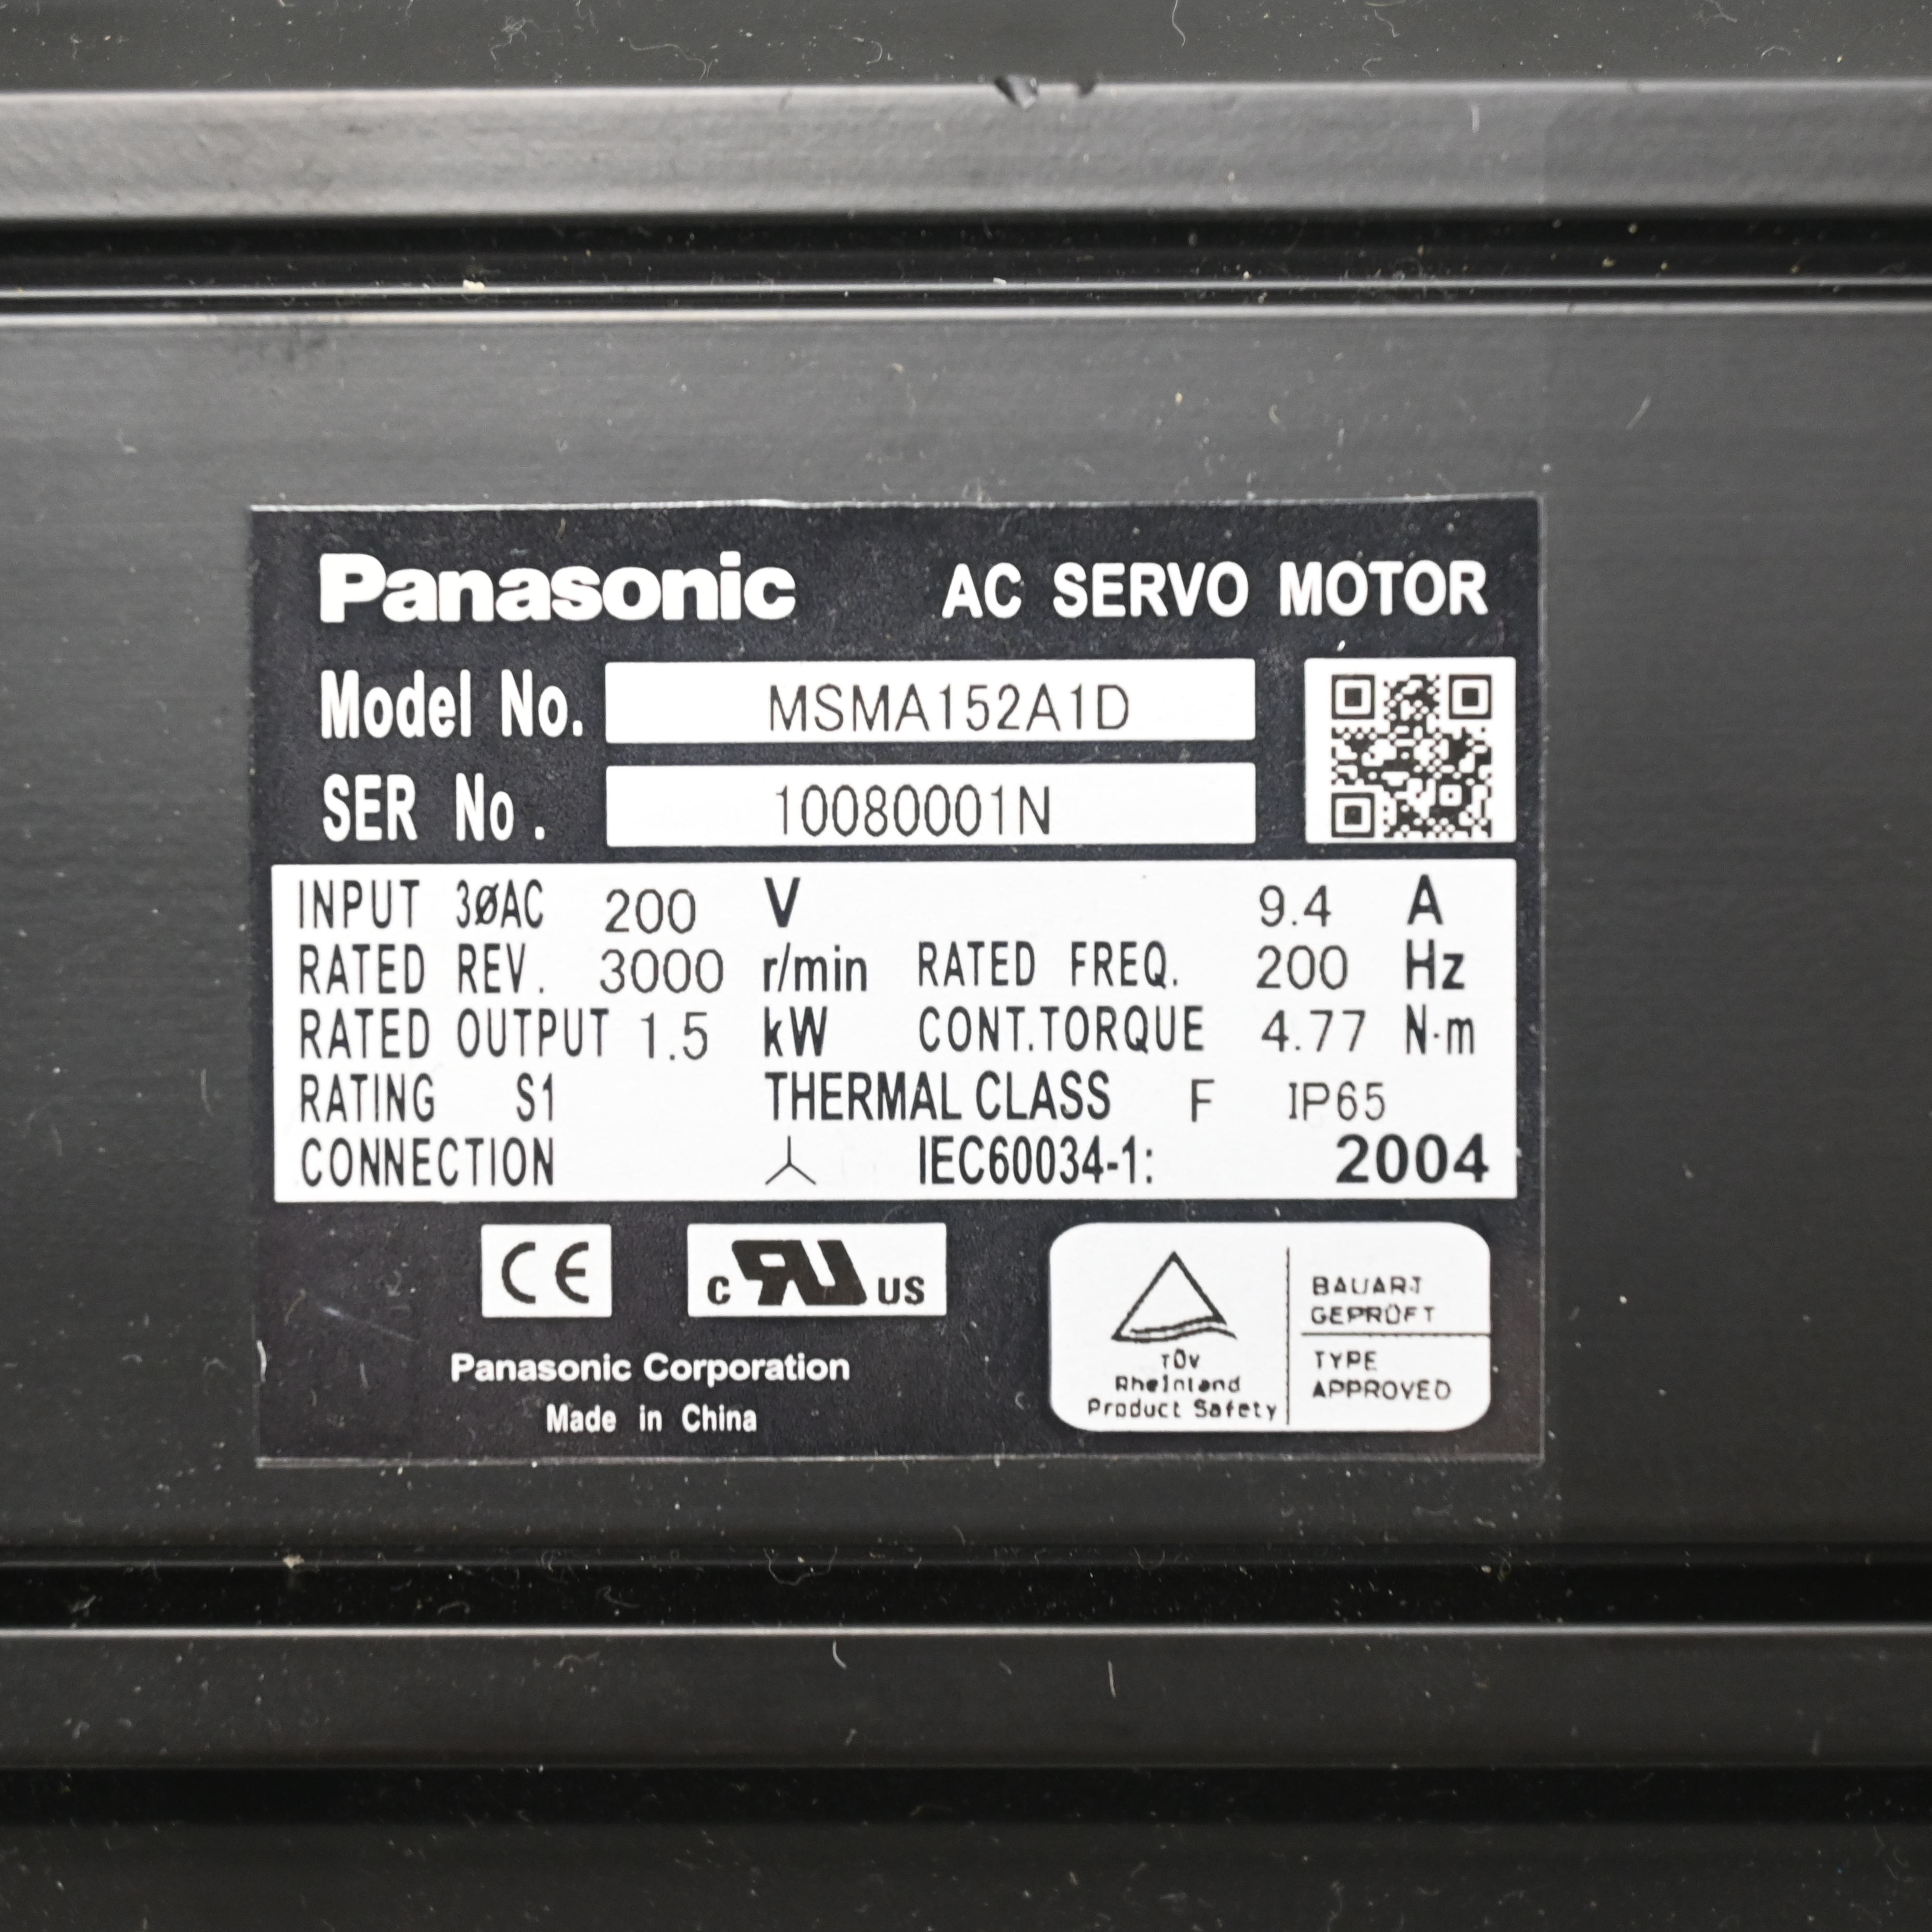 Panasonic AC SERVO MOTOR
Model No. MSMA152A1D
SER No. 10080001N
INPUT 3øAC 200 V 9.4 A
RATED REV. 3000 r/min RATED FREQ. 200 Hz
RATED OUTPUT 1.5 kW CONT.TORQUE 4.77 N·m
RATING S1 THERMAL CLASS F IP65
CONNECTION IEC60034-1: 2004
CE
c RU US
Panasonic Corporation
Made in China
TÜV
Rheinland
Product Safety
BAUART
GEPRÜFT
TYPE
APPROVED